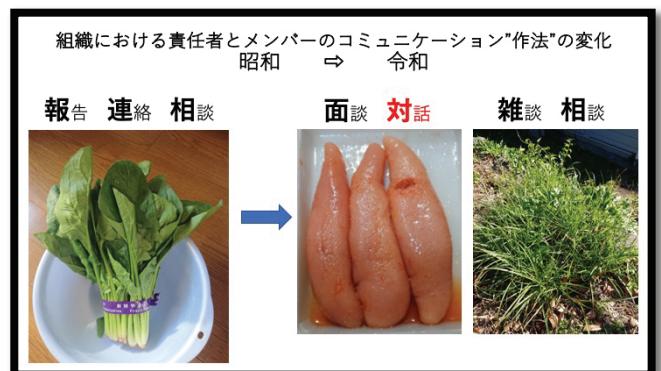 組織における責任者とメンバーのコミュニケーション”作法”の変化
昭和 ⇨ 令和
報告 連絡 相談
面談 対話
雑談 相談